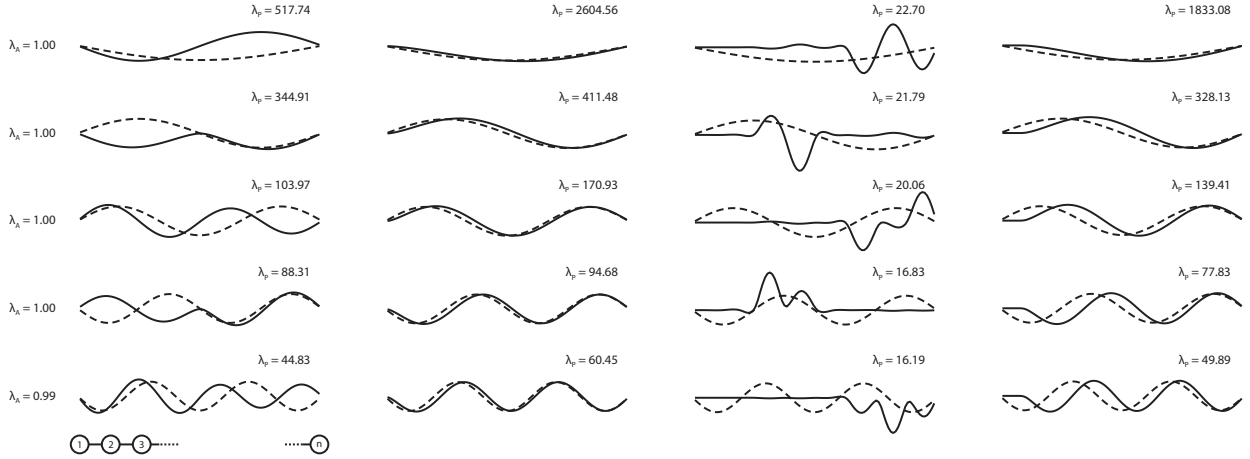 λP = 517.74 λP = 2604.56 λP = 22.70 λP = 1833.08
λA = 1.00
λP = 344.91 λP = 411.48 λP = 21.79 λP = 328.13
λA = 1.00
λP = 103.97 λP = 170.93 λP = 20.06 λP = 139.41
λA = 1.00
λP = 88.31 λP = 94.68 λP = 16.83 λP = 77.83
λA = 1.00
λP = 44.83 λP = 60.45 λP = 16.19 λP = 49.89
λA = 0.99
1 2 3 n